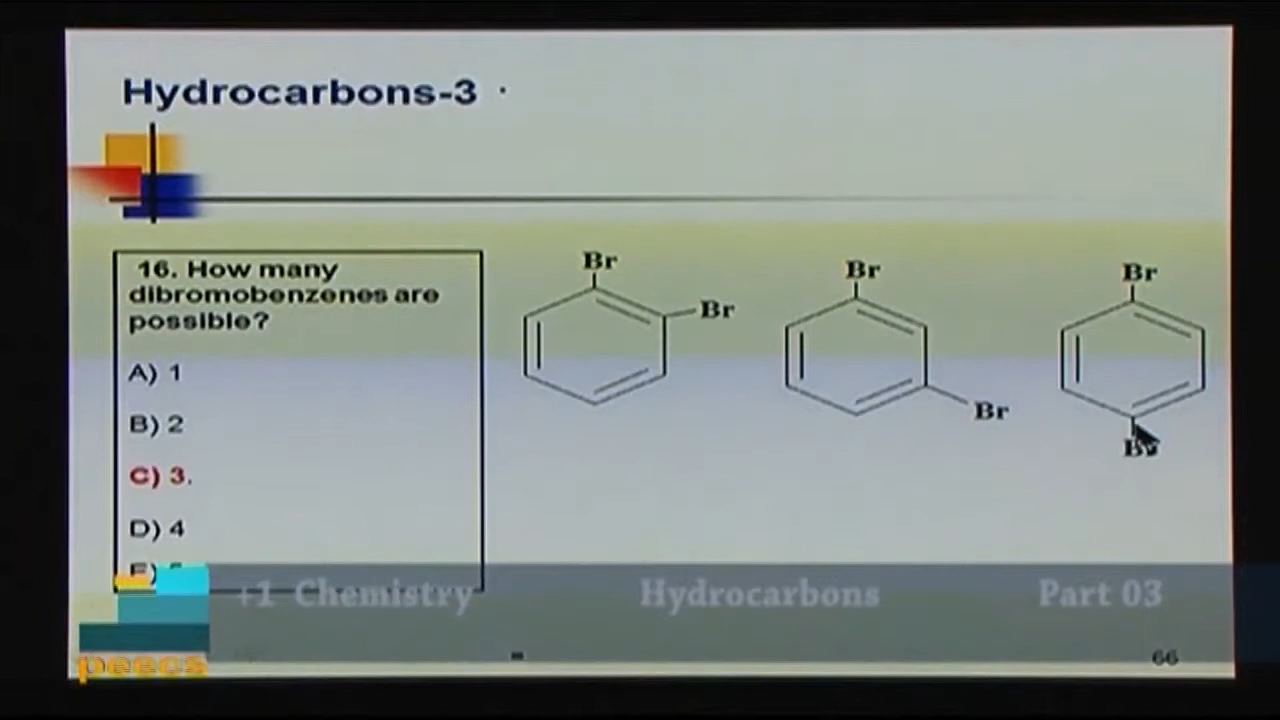 Hydrocarbons-3
16. How many
dibromobenzenes are
possible?
A) 1
B) 2
C) 3.
D) 4
Br
Br
Br
Br
Br
+1 Chemistry
Hydrocarbons
Part 03
peecs
66